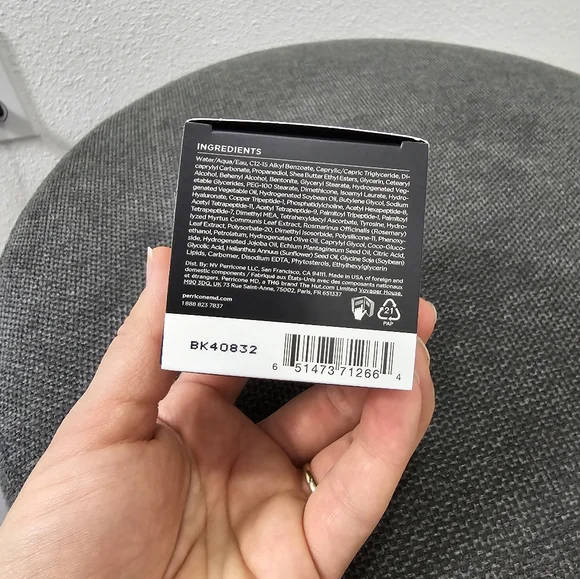 INGREDIENTS
Water/Aqua/Eau, C12-15 Alkyl Benzoate, Caprylic/Capric Triglyceride, Di-
caprylyl Carbonate, Propanediol, Shea Butter Ethyl Esters, Glycerin, Cetearyl
Alcohol, Behenyl Alcohol, Bentonite, Glyceryl Stearate, Hydrogenated Veg-
etable Glycerides, PEG-100 Stearate, Dimethicone, Isoamyl Laurate, Hydro-
genated Vegetable Oil, Hydrogenated Soybean Oil, Butylene Glycol, Sodium
Hyaluronate, Copper Tripeptide-1, Phosphatidylcholine, Acetyl Hexapeptide-8,
Acetyl Tetrapeptide-11, Acetyl Tetrapeptide-9, Palmitoyl Tripeptide-1, Palmitoyl
Tetrapeptide-7, Dimethyl MEA, Tetrahexyldecyl Ascorbate, Tyrosine, Hydro-
lyzed Myrtus Communis Leaf Extract, Rosmarinus Officinalis (Rosemary)
Leaf Extract, Polysorbate-20, Dimethyl Isosorbide, Polysilicone-11, Phenoxy-
ethanol, Petrolatum, Hydrogenated Olive Oil, Caprylyl Glycol, Coco-Gluco-
side, Hydrogenated Jojoba Oil, Echium Plantagineum Seed Oil, Citric Acid,
Glycolic Acid, Helianthus Annuus (Sunflower) Seed Oil, Glycine Soja (Soybean)
Lipids, Carbomer, Disodium EDTA, Phytosterols, Ethylhexylglycerin
Dist. By: NV Perricone LLC, San Francisco, CA 94111. Made in USA of foreign and
domestic components / Fabriqué aux États-Unis avec des composants nationaux
et étrangers. Perricone MD, a THG brand The Hut.com Limited Voyager House,
M90 3DQ, UK 73 Rue Sainte-Anne, 75002, Paris, FR 651337
perriconemd.com
1 888 823 7837
21
PAP
BK40832
6 51473 71266 4